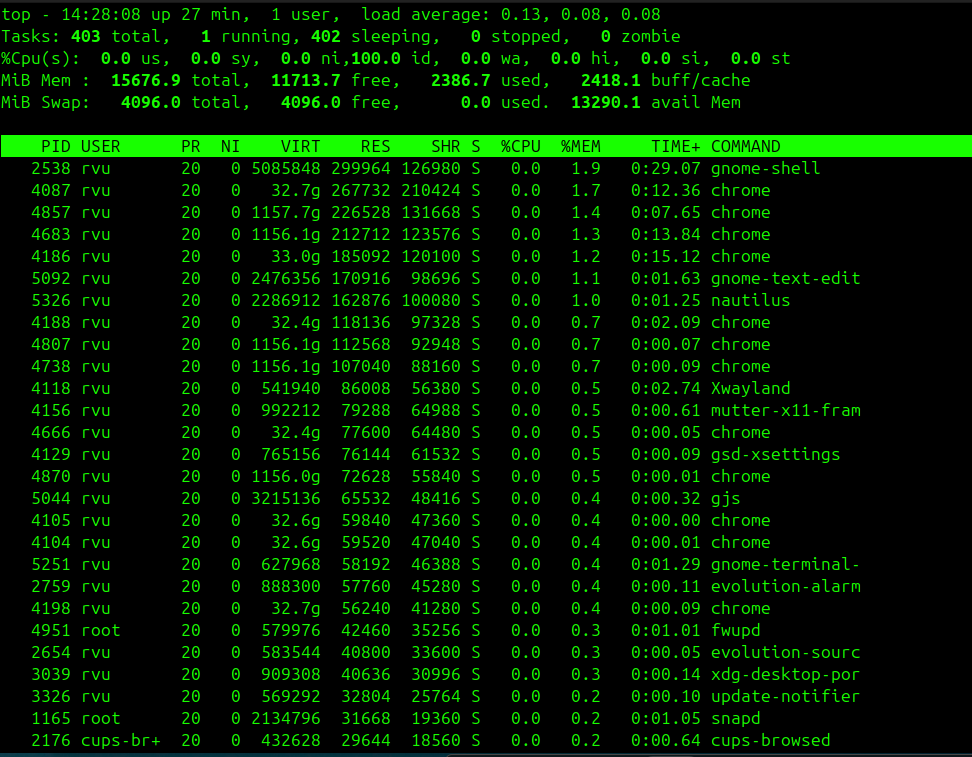 top - 14:28:08 up 27 min,  1 user,  load average: 0.13, 0.08, 0.08
Tasks: 403 total,   1 running, 402 sleeping,   0 stopped,   0 zombie
%Cpu(s):  0.0 us,  0.0 sy,  0.0 ni,100.0 id,  0.0 wa,  0.0 hi,  0.0 si,  0.0 st
MiB Mem :  15676.9 total,  11713.7 free,   2386.7 used,   2418.1 buff/cache
MiB Swap:   4096.0 total,   4096.0 free,      0.0 used.  13290.1 avail Mem
    PID USER      PR  NI    VIRT    RES    SHR S  %CPU  %MEM     TIME+ COMMAND
   2538 rvu       20   0 5085848 299964 126980 S   0.0   1.9   0:29.07 gnome-shell
   4087 rvu       20   0   32.7g 267732 210424 S   0.0   1.7   0:12.36 chrome
   4857 rvu       20   0 1157.7g 226528 131668 S   0.0   1.4   0:07.65 chrome
   4683 rvu       20   0 1156.1g 212712 123576 S   0.0   1.3   0:13.84 chrome
   4186 rvu       20   0   33.0g 185092 120100 S   0.0   1.2   0:15.12 chrome
   5092 rvu       20   0 2476356 170916  98696 S   0.0   1.1   0:01.63 gnome-text-edit
   5326 rvu       20   0 2286912 162876 100080 S   0.0   1.0   0:01.25 nautilus
   4188 rvu       20   0   32.4g 118136  97328 S   0.0   0.7   0:02.09 chrome
   4807 rvu       20   0 1156.1g 112568  92948 S   0.0   0.7   0:00.07 chrome
   4738 rvu       20   0 1156.1g 107040  88160 S   0.0   0.7   0:00.09 chrome
   4118 rvu       20   0  541940  86008  56380 S   0.0   0.5   0:02.74 Xwayland
   4156 rvu       20   0  992212  79288  64988 S   0.0   0.5   0:00.61 mutter-x11-fram
   4666 rvu       20   0   32.4g  77600  64480 S   0.0   0.5   0:00.05 chrome
   4129 rvu       20   0  765156  76144  61532 S   0.0   0.5   0:00.09 gsd-xsettings
   4870 rvu       20   0 1156.0g  72628  55840 S   0.0   0.5   0:00.01 chrome
   5044 rvu       20   0 3215136  65532  48416 S   0.0   0.4   0:00.32 gjs
   4105 rvu       20   0   32.6g  59840  47360 S   0.0   0.4   0:00.00 chrome
   4104 rvu       20   0   32.6g  59520  47040 S   0.0   0.4   0:00.01 chrome
   5251 rvu       20   0  627968  58192  46388 S   0.0   0.4   0:01.29 gnome-terminal-
   2759 rvu       20   0  888300  57760  45280 S   0.0   0.4   0:00.11 evolution-alarm
   4198 rvu       20   0   32.7g  56240  41280 S   0.0   0.4   0:00.09 chrome
   4951 root      20   0  579976  42460  35256 S   0.0   0.3   0:01.01 fwupd
   2654 rvu       20   0  583544  40800  33600 S   0.0   0.3   0:00.05 evolution-sourc
   3039 rvu       20   0  909308  40636  30996 S   0.0   0.3   0:00.14 xdg-desktop-por
   3326 rvu       20   0  569292  32804  25764 S   0.0   0.2   0:00.10 update-notifier
   1165 root      20   0 2134796  31668  19360 S   0.0   0.2   0:01.05 snapd
   2176 cups-br+  20   0  432628  29644  18560 S   0.0   0.2   0:00.64 cups-browsed